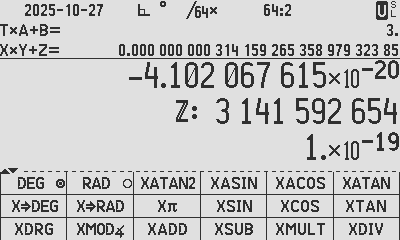 2025-10-27 ∟ ° /64× 64:2 U S L
T×A+B= 3.
X×Y+Z= 0.000 000 000 314 159 265 358 979 323 85
-4.102 067 615×10⁻²⁰
Z: 3 141 592 654
1.×10⁻¹⁹
DEG ⊙ RAD ○ XATAN2 XASIN XACOS XATAN
X→DEG X→RAD Xπ XSIN XCOS XTAN
XDRG XMOD∡ XADD XSUB XMULT XDIV